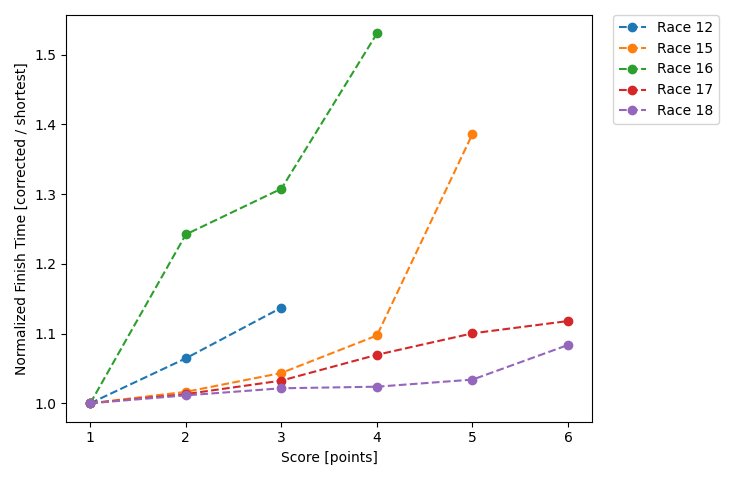 Normalized Finish Time [corrected / shortest]
1.5
1.4
1.3
1.2
1.1
1.0
1 2 3 4 5 6
Score [points]
Race 12
Race 15
Race 16
Race 17
Race 18